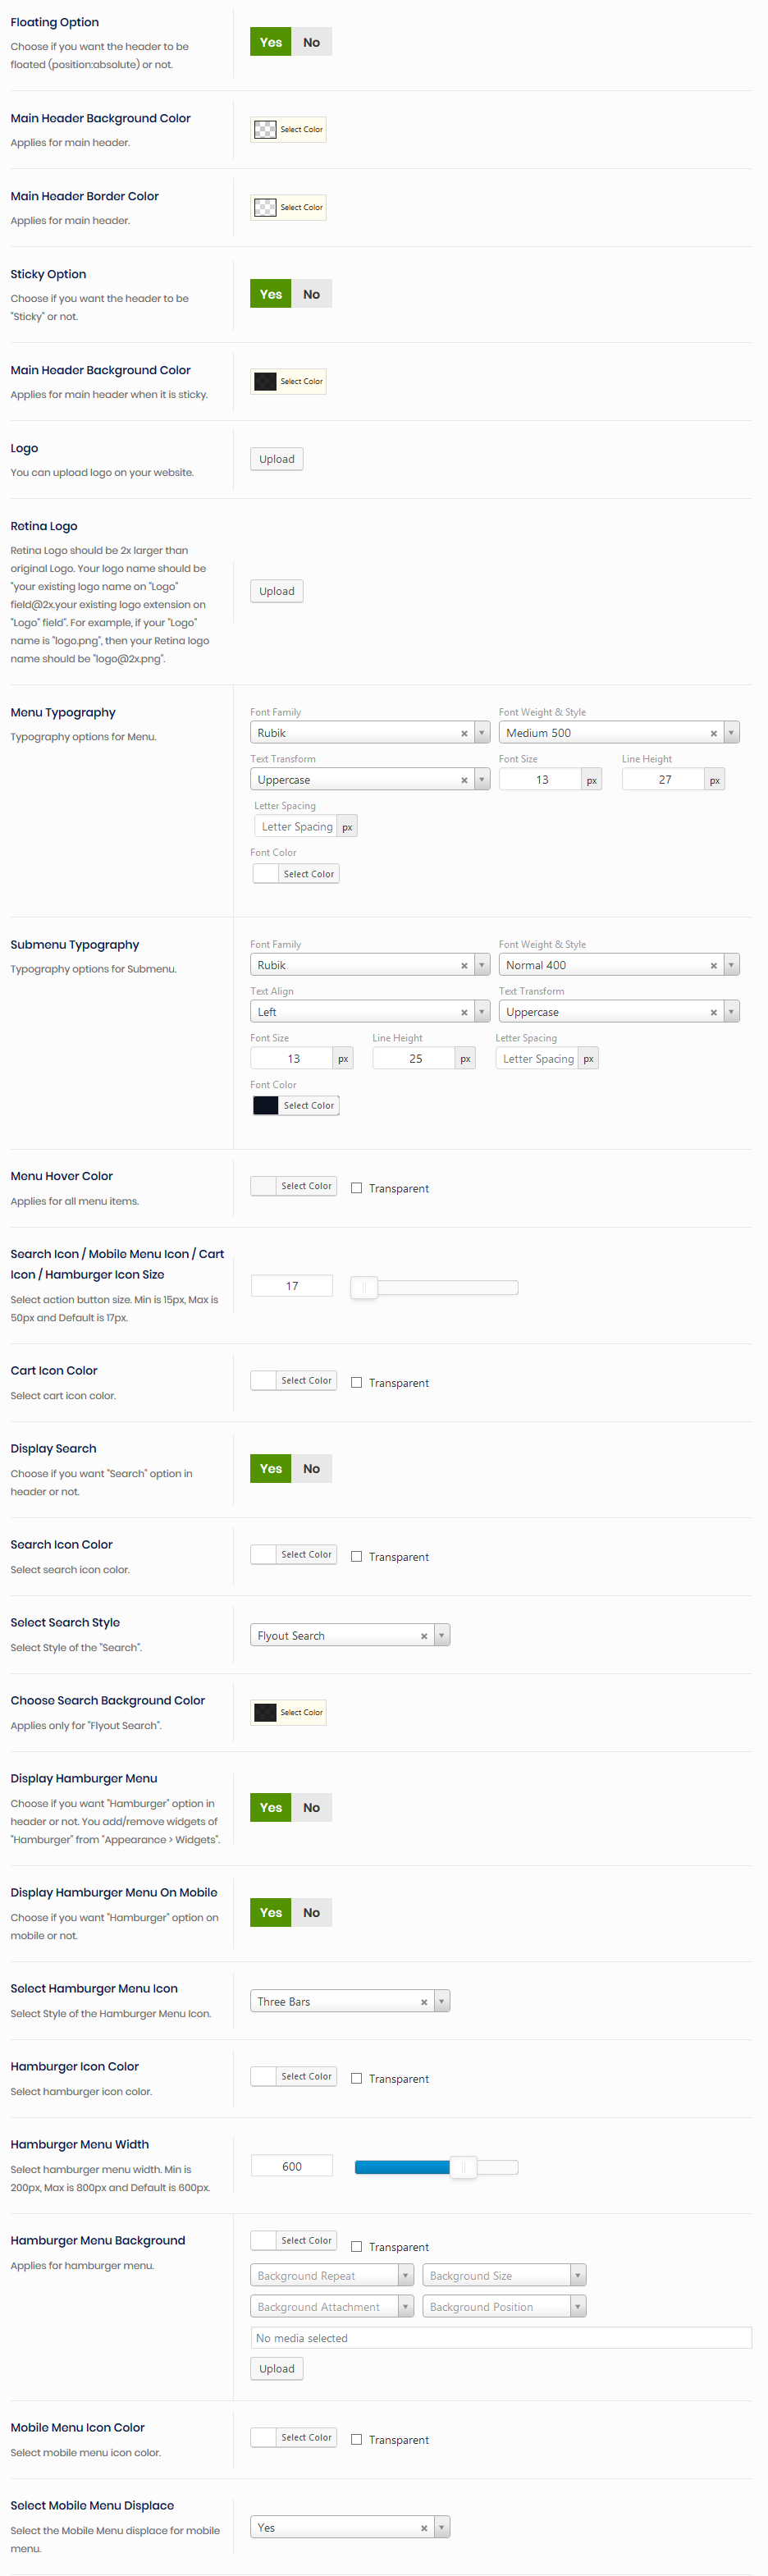 Floating Option
Choose if you want the header to be
floated (position:absolute) or not.
Yes No
Main Header Background Color
Applies for main header.
Select Color
Main Header Border Color
Applies for main header.
Select Color
Sticky Option
Choose if you want the header to be
"Sticky" or not.
Yes No
Main Header Background Color
Applies for main header when it is sticky.
Select Color
Logo
You can upload logo on your website.
Upload
Retina Logo
Retina Logo should be 2x larger than
original Logo. Your logo name should be
"your existing logo name on "Logo"
field@2x.your existing logo extension on
"Logo" field". For example, if your "Logo"
name is "logo.png", then your Retina logo
name should be "logo@2x.png".
Upload
Menu Typography
Typography options for Menu.
Font Family Font Weight & Style
Rubik Medium 500
Text Transform Font Size Line Height
Uppercase 13 px 27 px
Letter Spacing
Letter Spacing px
Font Color
Select Color
Submenu Typography
Typography options for Submenu.
Font Family Font Weight & Style
Rubik Normal 400
Text Align Text Transform
Left Uppercase
Font Size Line Height Letter Spacing
13 px 25 px Letter Spacing px
Font Color
Select Color
Menu Hover Color
Applies for all menu items.
Select Color Transparent
Search Icon / Mobile Menu Icon / Cart
Icon / Hamburger Icon Size
Select action button size. Min is 15px, Max is
50px and Default is 17px.
17
Cart Icon Color
Select cart icon color.
Select Color Transparent
Display Search
Choose if you want "Search" option in
header or not.
Yes No
Search Icon Color
Select search icon color.
Select Color Transparent
Select Search Style
Select Style of the "Search".
Flyout Search
Choose Search Background Color
Applies only for "Flyout Search".
Select Color
Display Hamburger Menu
Choose if you want "Hamburger" option in
header or not. You add/remove widgets of
"Hamburger" from "Appearance > Widgets".
Yes No
Display Hamburger Menu On Mobile
Choose if you want "Hamburger" option on
mobile or not.
Yes No
Select Hamburger Menu Icon
Select Style of the Hamburger Menu Icon.
Three Bars
Hamburger Icon Color
Select hamburger icon color.
Select Color Transparent
Hamburger Menu Width
Select hamburger menu width. Min is
200px, Max is 800px and Default is 600px.
600
Hamburger Menu Background
Applies for hamburger menu.
Select Color Transparent
Background Repeat Background Size
Background Attachment Background Position
No media selected
Upload
Mobile Menu Icon Color
Select mobile menu icon color.
Select Color Transparent
Select Mobile Menu Displace
Select the Mobile Menu displace for mobile
menu.
Yes